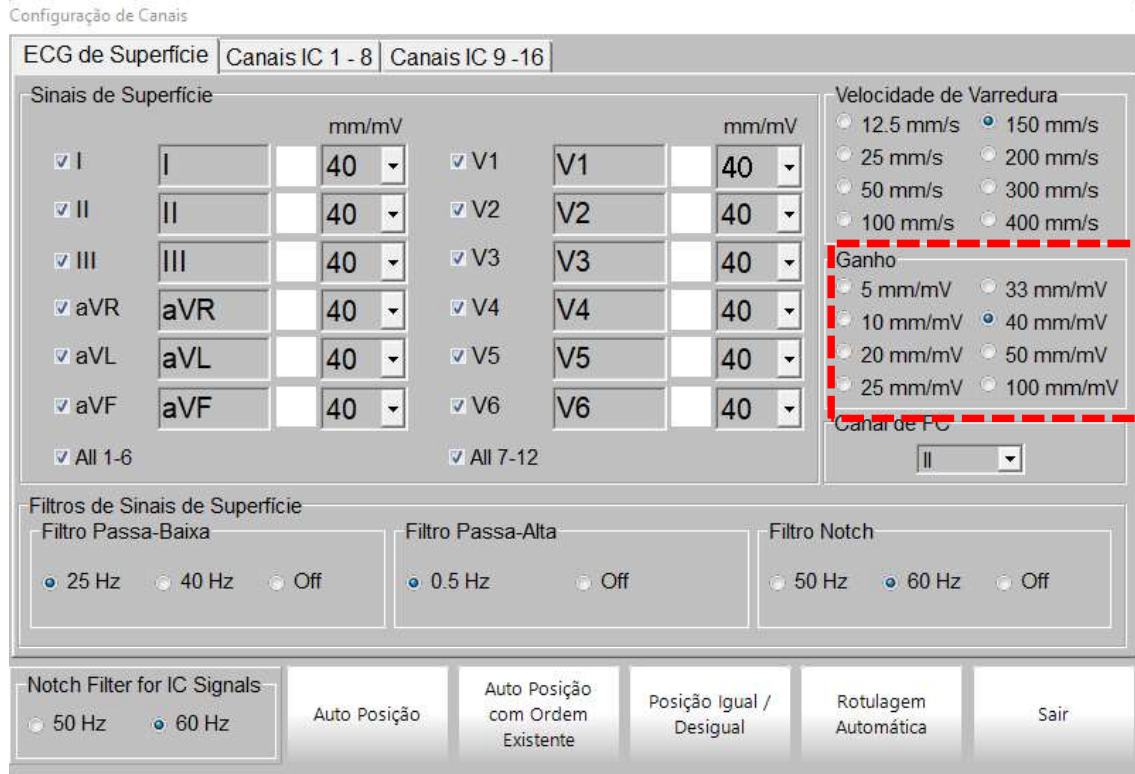 Configuração de Canais
ECG de Superfície Canais IC 1 - 8 Canais IC 9 -16
Sinais de Superfície
mm/mV mm/mV
I I 40 V1 V1 40
II II 40 V2 V2 40
III III 40 V3 V3 40
aVR aVR 40 V4 V4 40
aVL aVL 40 V5 V5 40
aVF aVF 40 V6 V6 40
All 1-6 All 7-12
Velocidade de Varredura
12.5 mm/s 150 mm/s
25 mm/s 200 mm/s
50 mm/s 300 mm/s
100 mm/s 400 mm/s
Ganho
5 mm/mV 33 mm/mV
10 mm/mV 40 mm/mV
20 mm/mV 50 mm/mV
25 mm/mV 100 mm/mV
Canal de FC
II
Filtros de Sinais de Superfície
Filtro Passa-Baixa Filtro Passa-Alta Filtro Notch
25 Hz 40 Hz Off 0.5 Hz Off 50 Hz 60 Hz Off
Notch Filter for IC Signals
50 Hz 60 Hz
Auto Posição
Auto Posição
com Ordem
Existente
Posição Igual /
Desigual
Rotulagem
Automática
Sair